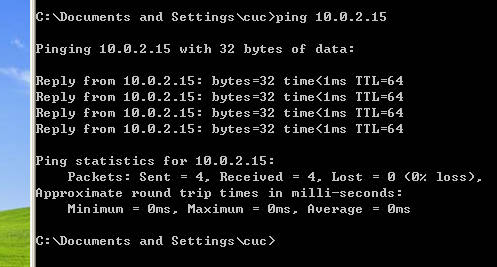 C:\Documents and Settings\cuc>ping 10.0.2.15
Pinging 10.0.2.15 with 32 bytes of data:
Reply from 10.0.2.15: bytes=32 time<1ms TTL=64
Reply from 10.0.2.15: bytes=32 time<1ms TTL=64
Reply from 10.0.2.15: bytes=32 time<1ms TTL=64
Reply from 10.0.2.15: bytes=32 time<1ms TTL=64
Ping statistics for 10.0.2.15:
    Packets: Sent = 4, Received = 4, Lost = 0 (0% loss),
Approximate round trip times in milli-seconds:
    Minimum = 0ms, Maximum = 0ms, Average = 0ms
C:\Documents and Settings\cuc>